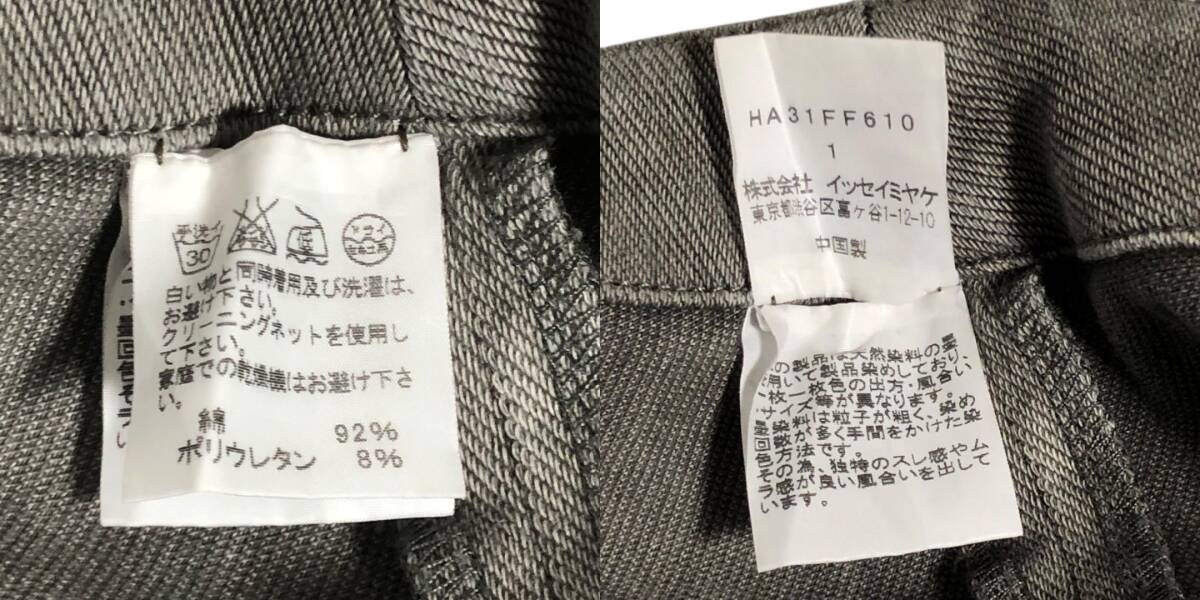 手洗イ
30
低
ドライ
セキユ系
白い物と同時着用及び洗濯は、
お避け下さい。
クリーニングネットを使用し
て下さい。
家庭での乾燥機はお避け下さ
い。
綿 92%
ポリウレタン 8%
HA31FF610
1
株式会社 イッセイミヤケ
東京都渋谷区富ヶ谷1-12-10
中国製
の製品は天然染料の墨
用いて製品染めしており、
枚一枚色の出方・風合い、
サイズ等が異なります。
墨染料は粒子が粗く、染め
回数が多く手間をかけた染
色方法です。
その為、独特のスレ感やム
ラ感が良い風合いを出して
います。